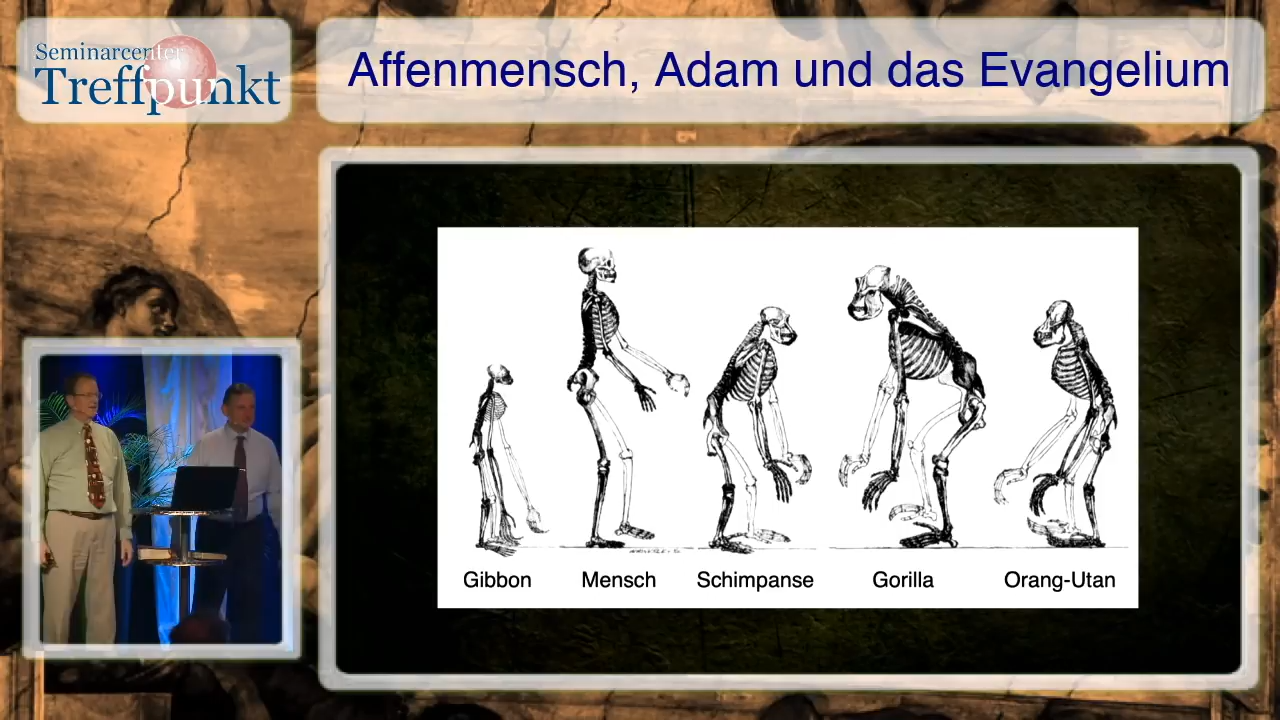 Seminarcenter
Treffpunkt
Affenmensch, Adam und das Evangelium
Gibbon Mensch Schimpanse Gorilla Orang-Utan